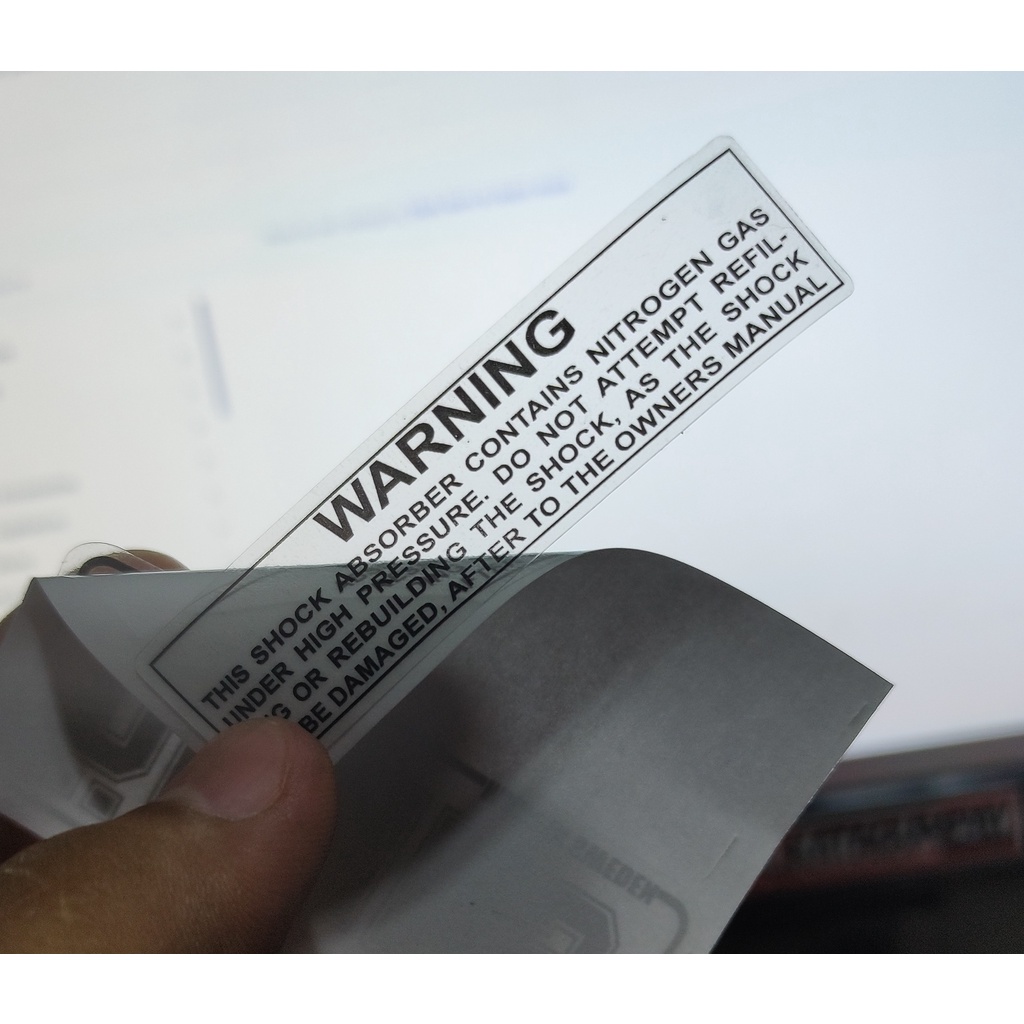 WARNING
THIS SHOCK ABSORBER CONTAINS NITROGEN GAS
UNDER HIGH PRESSURE. DO NOT ATTEMPT REFIL-
G OR REBUILDING THE SHOCK, AS THE SHOCK
BE DAMAGED, AFTER TO THE OWNERS MANUAL
SWEDEN